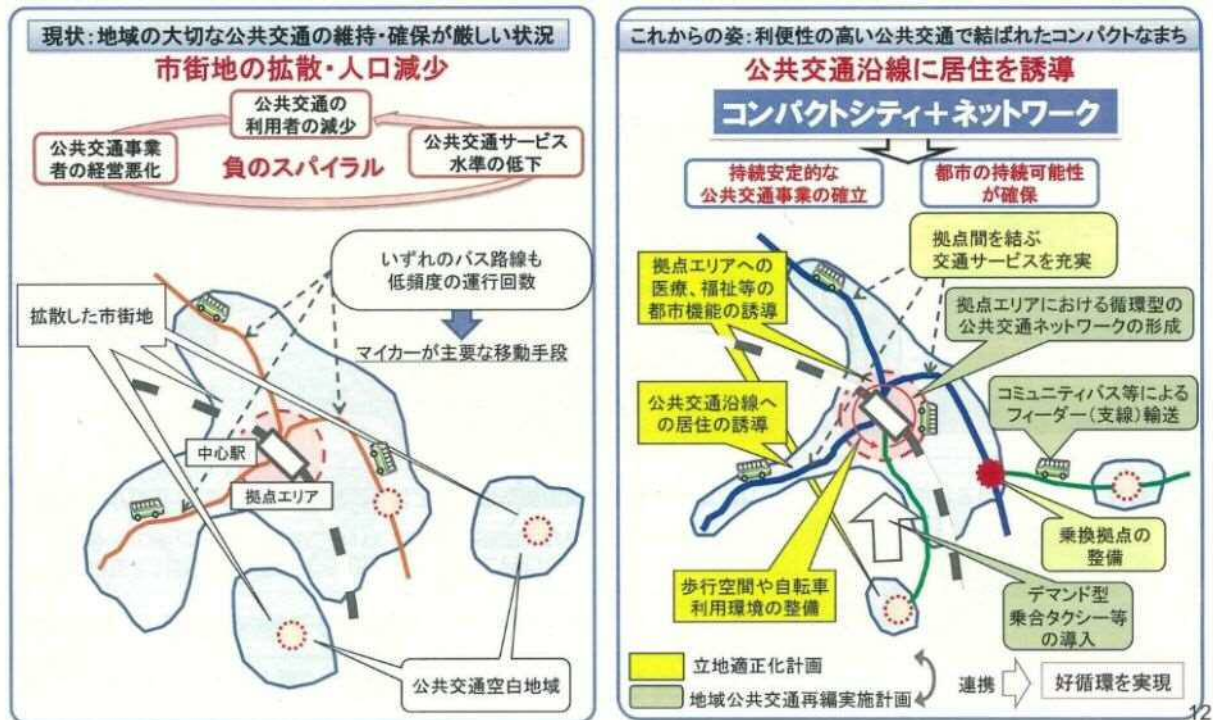 現状：地域の大切な公共交通の維持・確保が厳しい状況
市街地の拡散・人口減少
公共交通の
利用者の減少
公共交通事業
者の経営悪化
負のスパイラル
公共交通サービス
水準の低下
いずれのバス路線も
低頻度の運行回数
拡散した市街地
マイカーが主要な移動手段
中心駅
拠点エリア
公共交通空白地域
これからの姿：利便性の高い公共交通で結ばれたコンパクトなまち
公共交通沿線に居住を誘導
コンパクトシティ＋ネットワーク
持続安定的な
公共交通事業の確立
都市の持続可能性
が確保
拠点間を結ぶ
交通サービスを充実
拠点エリアへの
医療、福祉等の
都市機能の誘導
拠点エリアにおける循環型の
公共交通ネットワークの形成
公共交通沿線へ
の居住の誘導
コミュニティバス等による
フィーダー（支線）輸送
乗換拠点の
整備
歩行空間や自転車
利用環境の整備
デマンド型
乗合タクシー等
の導入
立地適正化計画
地域公共交通再編実施計画
連携
好循環を実現
12